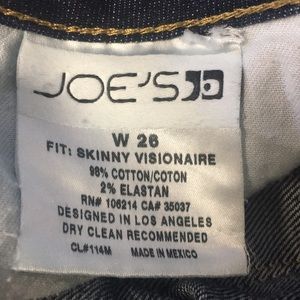 JOE'S
W 26
FIT: SKINNY VISIONAIRE
98% COTTON/COTON
2% ELASTAN
RN# 106214 CA# 35037
DESIGNED IN LOS ANGELES
DRY CLEAN RECOMMENDED
CL#114M MADE IN MEXICO